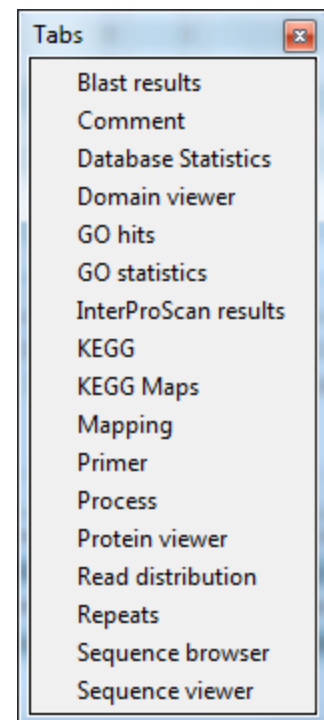 Tabs
Blast results
Comment
Database Statistics
Domain viewer
GO hits
GO statistics
InterProScan results
KEGG
KEGG Maps
Mapping
Primer
Process
Protein viewer
Read distribution
Repeats
Sequence browser
Sequence viewer